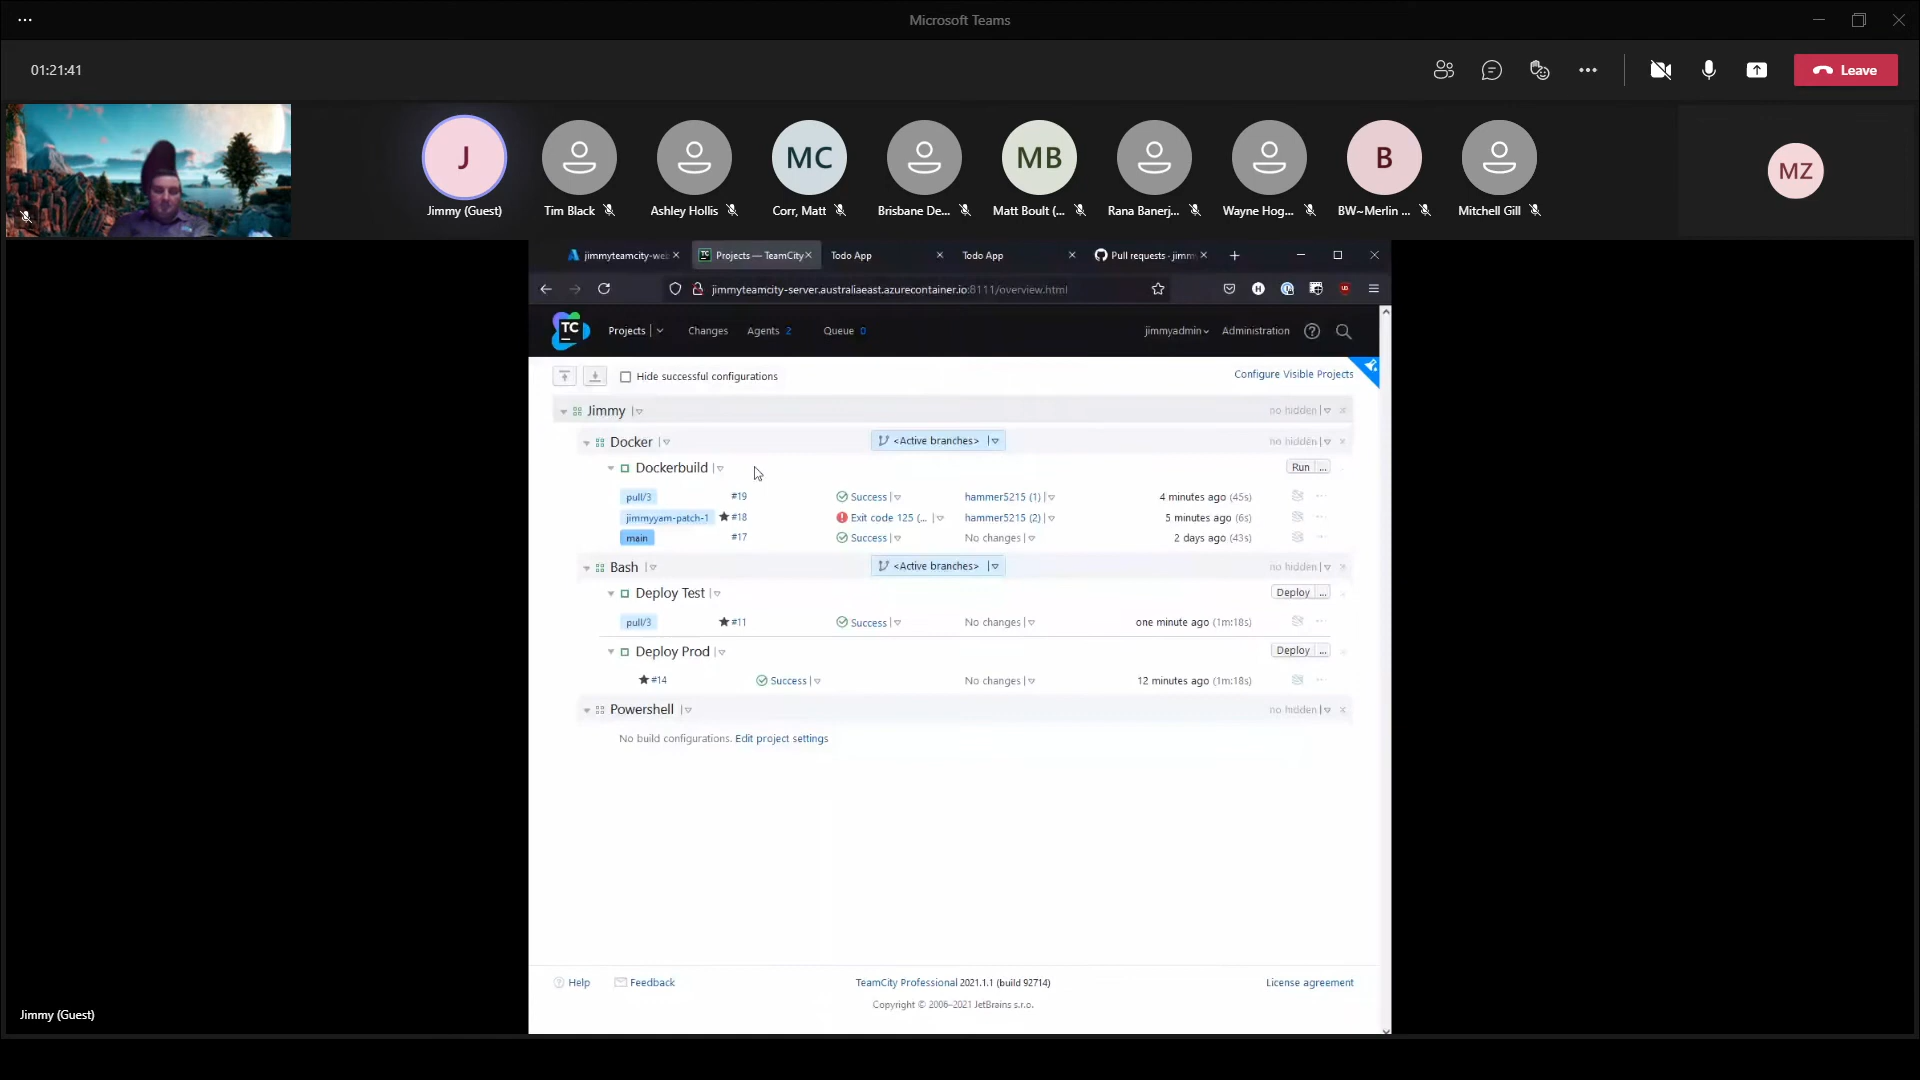 Microsoft Teams
01:21:41
Leave
J
MC
MB
B
MZ
Jimmy (Guest)
Tim Black
Ashley Hollis
Corr, Matt
Brisbane De...
Matt Boult (...
Rana Banerj...
Wayne Hog...
BW~Merlin ...
Mitchell Gill
jimmyteamcity-web
Projects — TeamCity
Todo App
Todo App
Pull requests · jimmy
jimmyteamcity-server.australiaeast.azurecontainer.io:8111/overview.html
TC
Projects
Changes
Agents 2
Queue 0
jimmyadmin
Administration
Hide successful configurations
Configure Visible Projects
Jimmy
no hidden
Docker
<Active branches>
no hidden
Dockerbuild
Run ...
pull/3 #19 Success hammer5215 (1) 4 minutes ago (45s)
jimmyyam-patch-1 #18 Exit code 125 (... hammer5215 (2) 5 minutes ago (6s)
main #17 Success No changes 2 days ago (43s)
Bash
<Active branches>
no hidden
Deploy Test
Deploy ...
pull/3 #11 Success No changes one minute ago (1m:18s)
Deploy Prod
Deploy ...
#14 Success No changes 12 minutes ago (1m:18s)
Powershell
no hidden
No build configurations. Edit project settings
Help
Feedback
TeamCity Professional 2021.1.1 (build 92714)
License agreement
Copyright © 2006–2021 JetBrains s.r.o.
Jimmy (Guest)